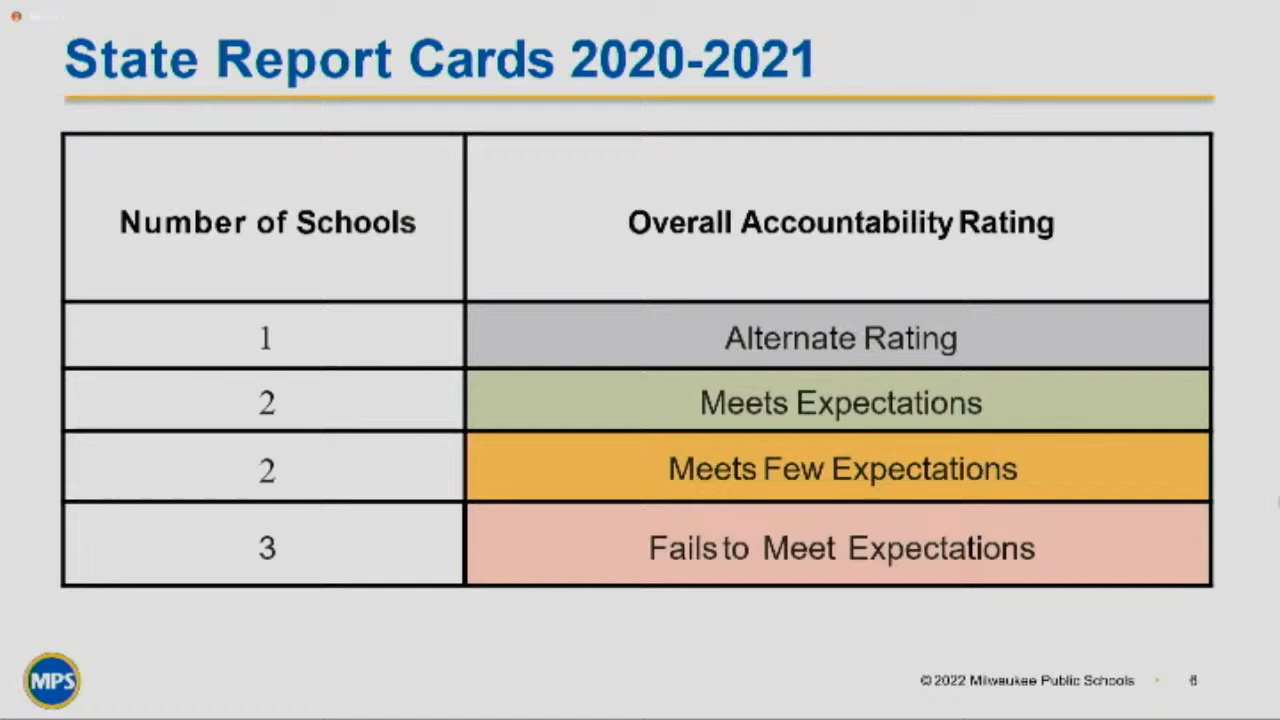 State Report Cards 2020-2021
Number of Schools
Overall Accountability Rating
1
Alternate Rating
2
Meets Expectations
2
Meets Few Expectations
3
Fails to Meet Expectations
MPS
©2022 Milwaukee Public Schools
6